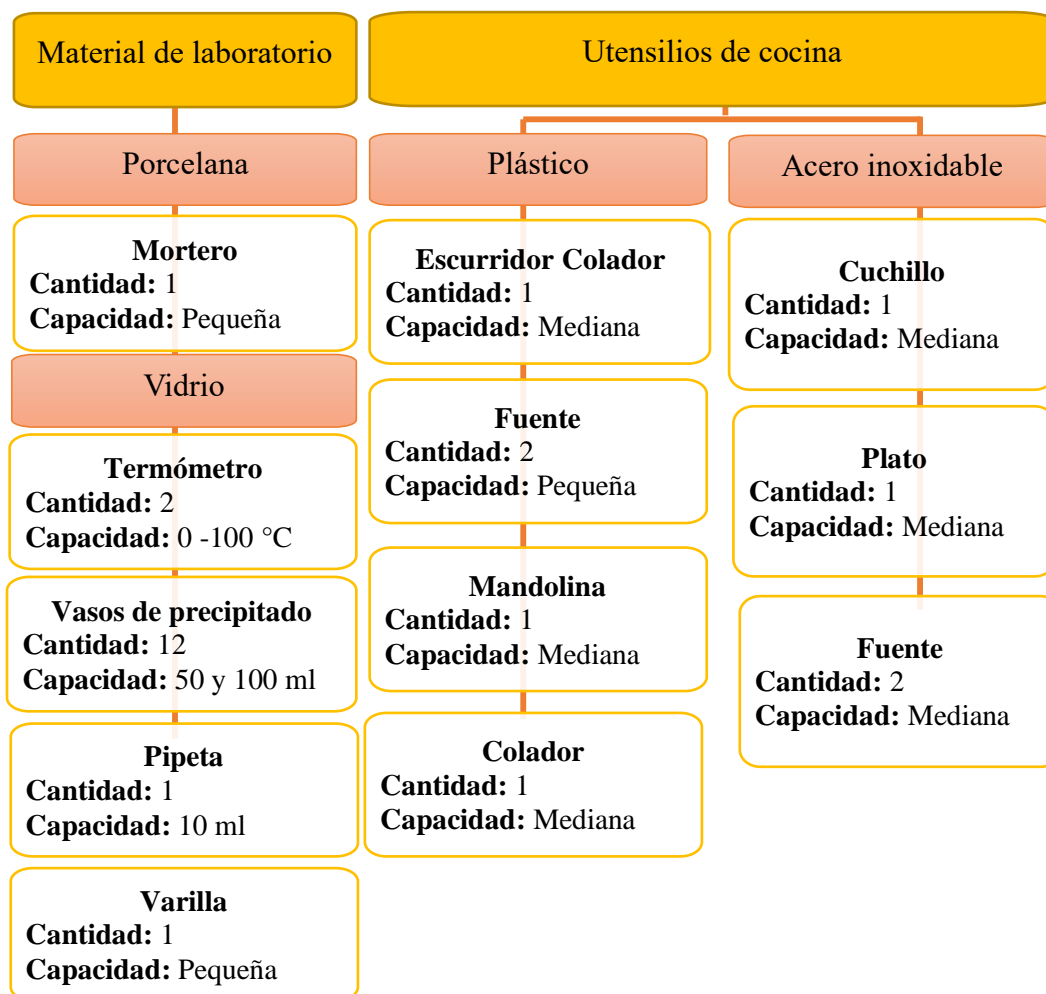 Material de laboratorio
Porcelana
Mortero
Cantidad: 1
Capacidad: Pequeña
Vidrio
Termómetro
Cantidad: 2
Capacidad: 0 -100 °C
Vasos de precipitado
Cantidad: 12
Capacidad: 50 y 100 ml
Pipeta
Cantidad: 1
Capacidad: 10 ml
Varilla
Cantidad: 1
Capacidad: Pequeña
Utensilios de cocina
Plástico
Escurridor Colador
Cantidad: 1
Capacidad: Mediana
Fuente
Cantidad: 2
Capacidad: Pequeña
Mandolina
Cantidad: 1
Capacidad: Mediana
Colador
Cantidad: 1
Capacidad: Mediana
Acero inoxidable
Cuchillo
Cantidad: 1
Capacidad: Mediana
Plato
Cantidad: 1
Capacidad: Mediana
Fuente
Cantidad: 2
Capacidad: Mediana